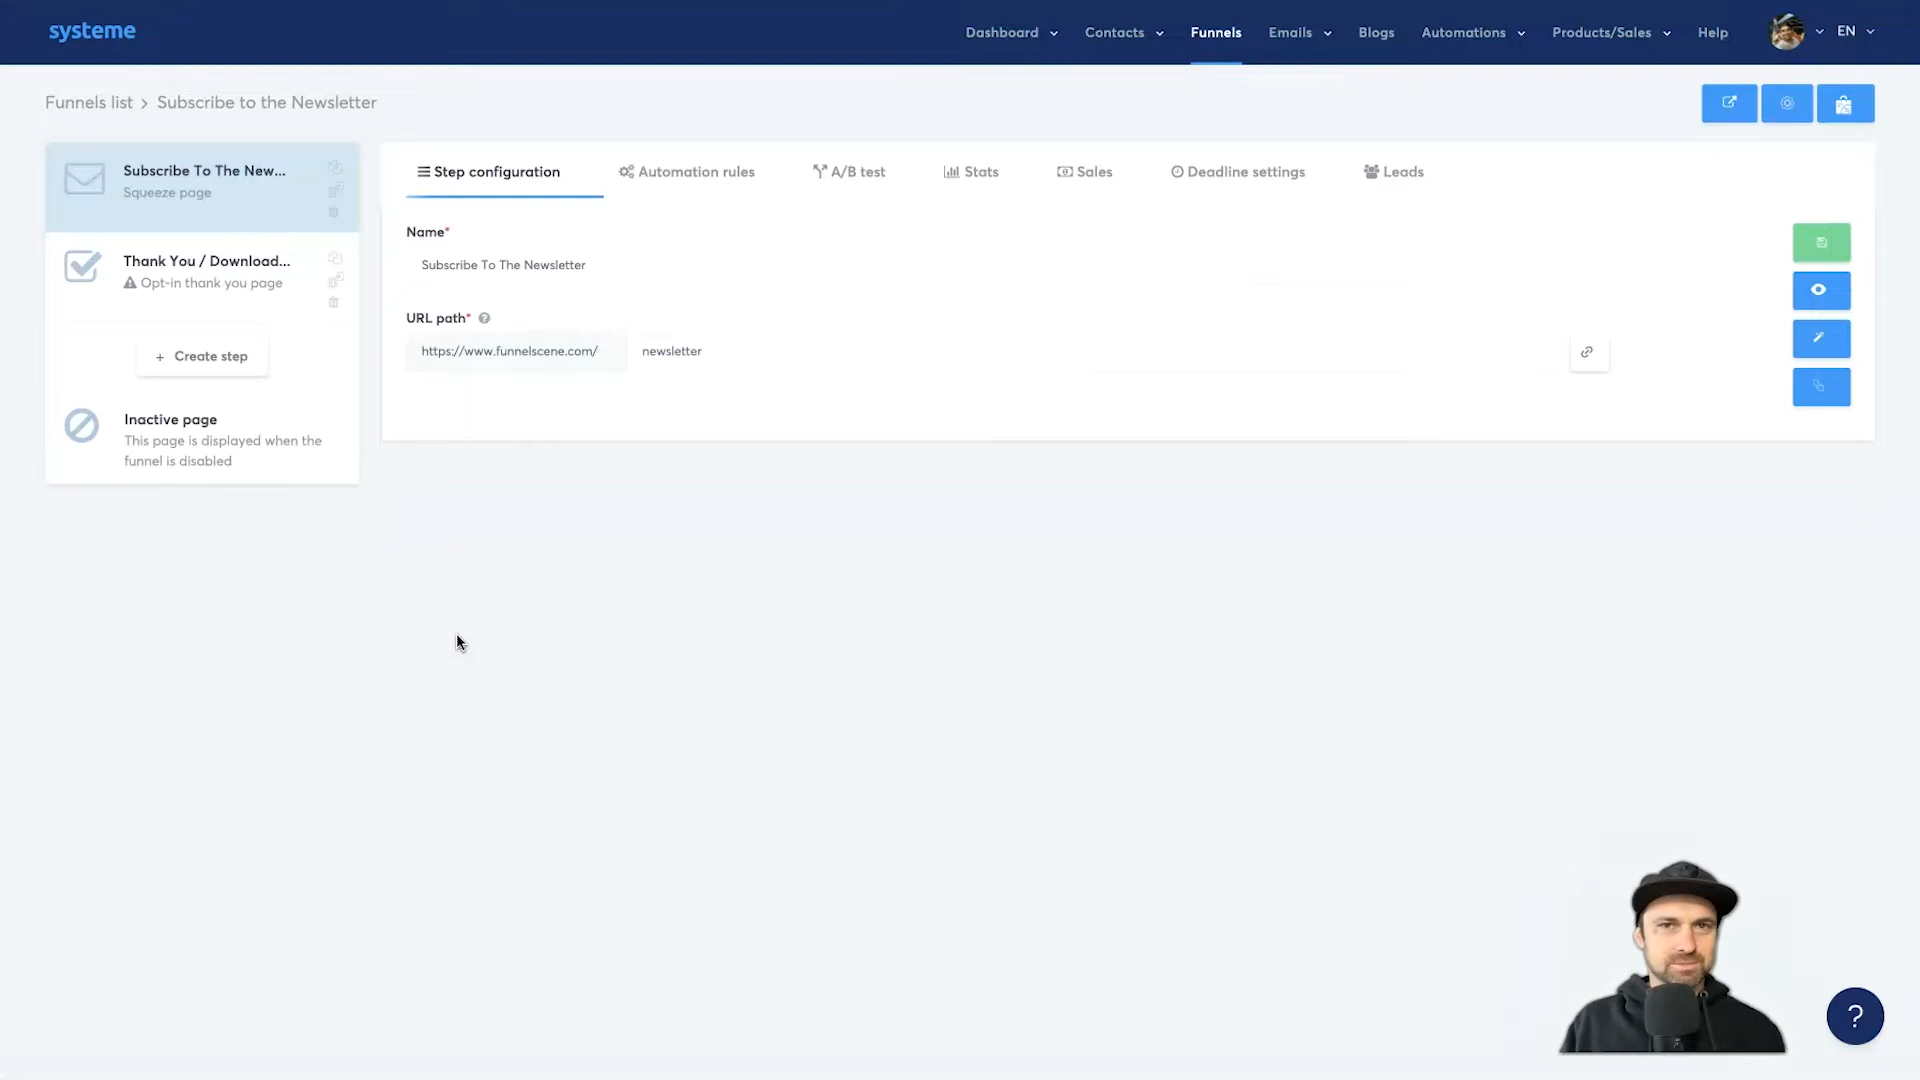 systeme
Dashboard
Contacts
Funnels
Emails
Blogs
Automations
Products/Sales
Help
EN
Funnels list > Subscribe to the Newsletter
Subscribe To The New...
Squeeze page
Thank You / Download...
Opt-in thank you page
+ Create step
Inactive page
This page is displayed when the
funnel is disabled
Step configuration
Automation rules
A/B test
Stats
Sales
Deadline settings
Leads
Name*
Subscribe To The Newsletter
URL path* ?
https://www.funnelscene.com/
newsletter
?